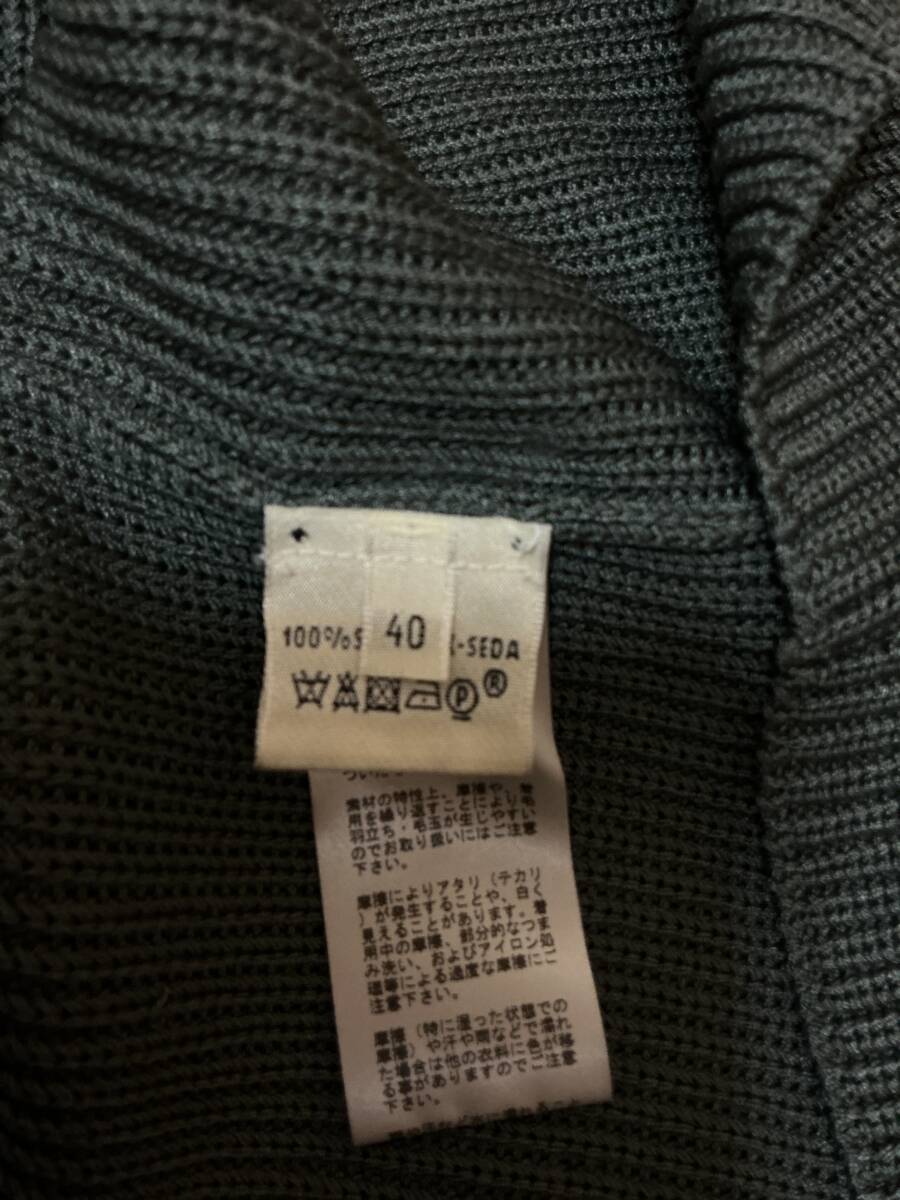 40
100%S
-SEDA
P ®
素材の特性上、摩擦や、着
用を繰り返すことにより毛
羽立ち・毛玉が生じやすい
のでお取り扱いにはご注意
下さい。
摩擦によりアタリ（テカリ
）が発生することや、白く
見えることがあります。着
用中の摩擦、部分的なつま
み洗い、およびアイロン処
理等による過度な摩擦にご
注意下さい。
摩擦（特に湿った状態での
摩擦）や汗や雨などで濡れ
た場合は他の衣料に色が移
る事がありますのでご注意
下さい。